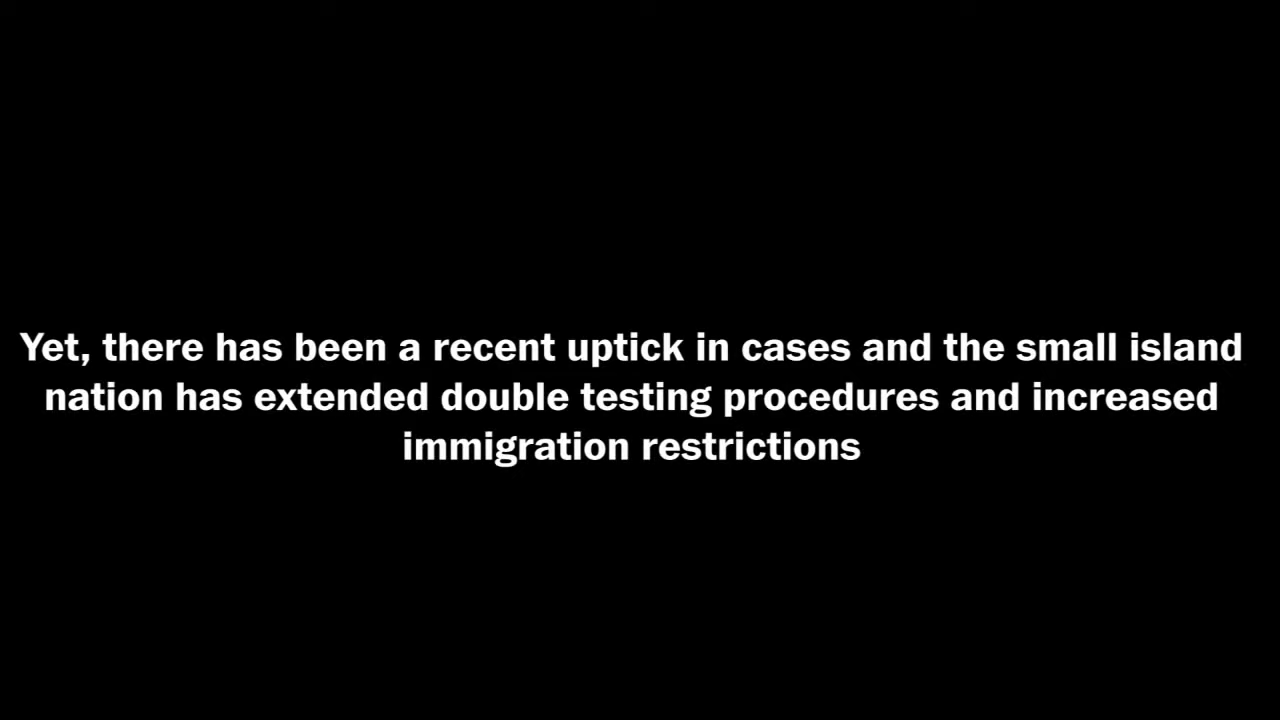 Yet, there has been a recent uptick in cases and the small island
nation has extended double testing procedures and increased
immigration restrictions